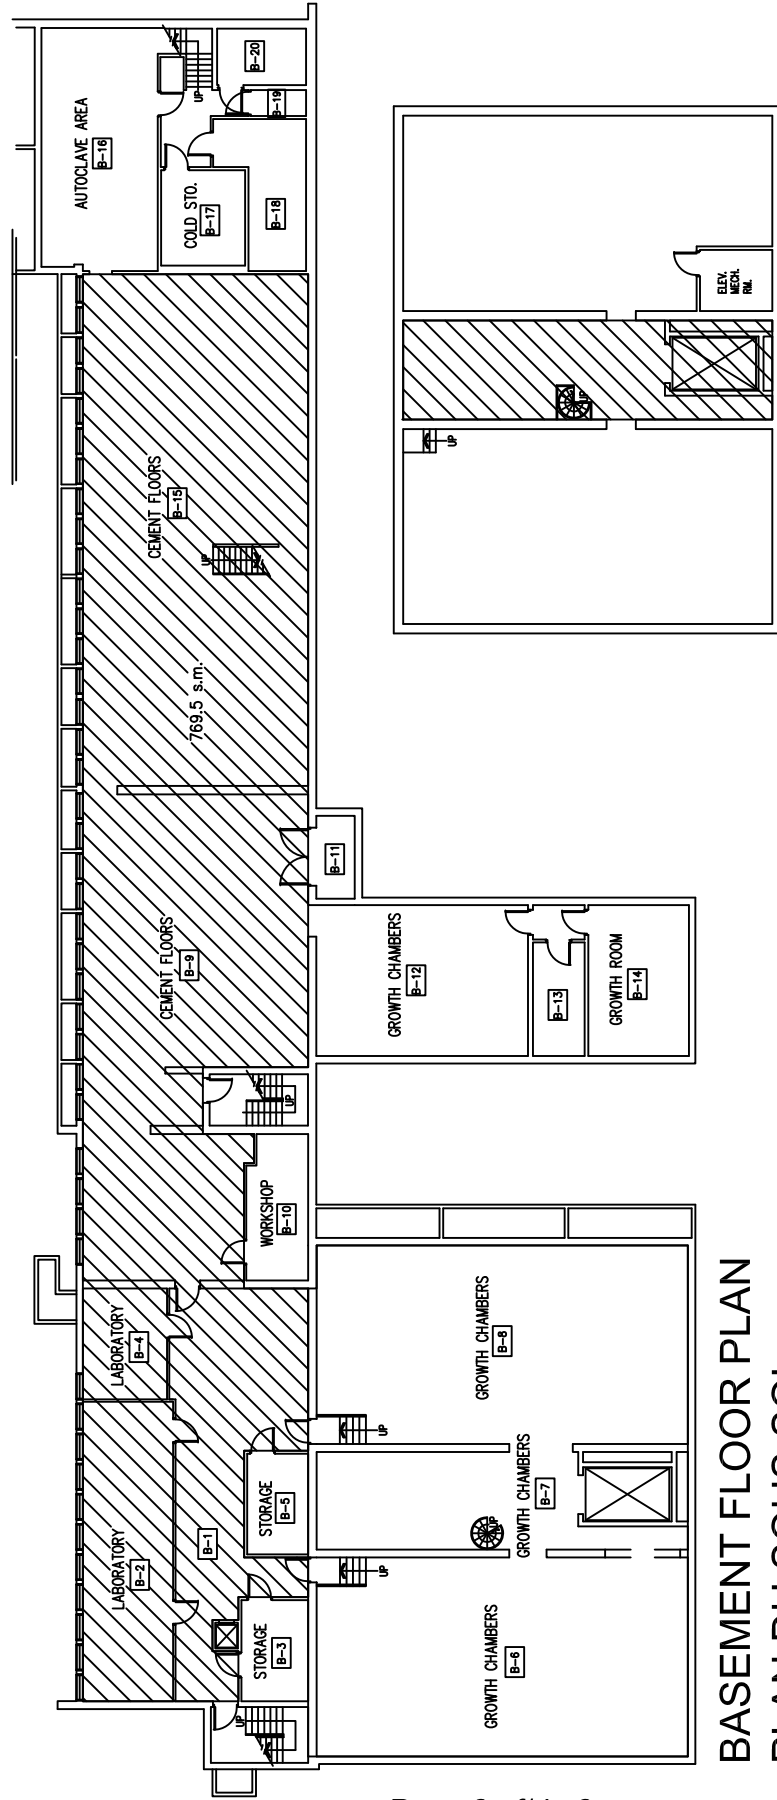 AUTOCLAVE AREA
B-16
UP
B-20
B-19
COLD STO.
B-17
B-18
CEMENT FLOORS
B-15
UP
769.5 s.m.
ELEV.
MECH.
RM.
UP
UP
CEMENT FLOORS
B-9
B-11
GROWTH CHAMBERS
B-12
B-13
GROWTH ROOM
B-14
UP
WORKSHOP
B-10
LABORATORY
B-4
GROWTH CHAMBERS
B-8
UP
STORAGE
B-5
GROWTH CHAMBERS
B-7
UP
LABORATORY
B-2
B-1
UP
STORAGE
B-3
GROWTH CHAMBERS
B-6
UP
BASEMENT FLOOR PLAN